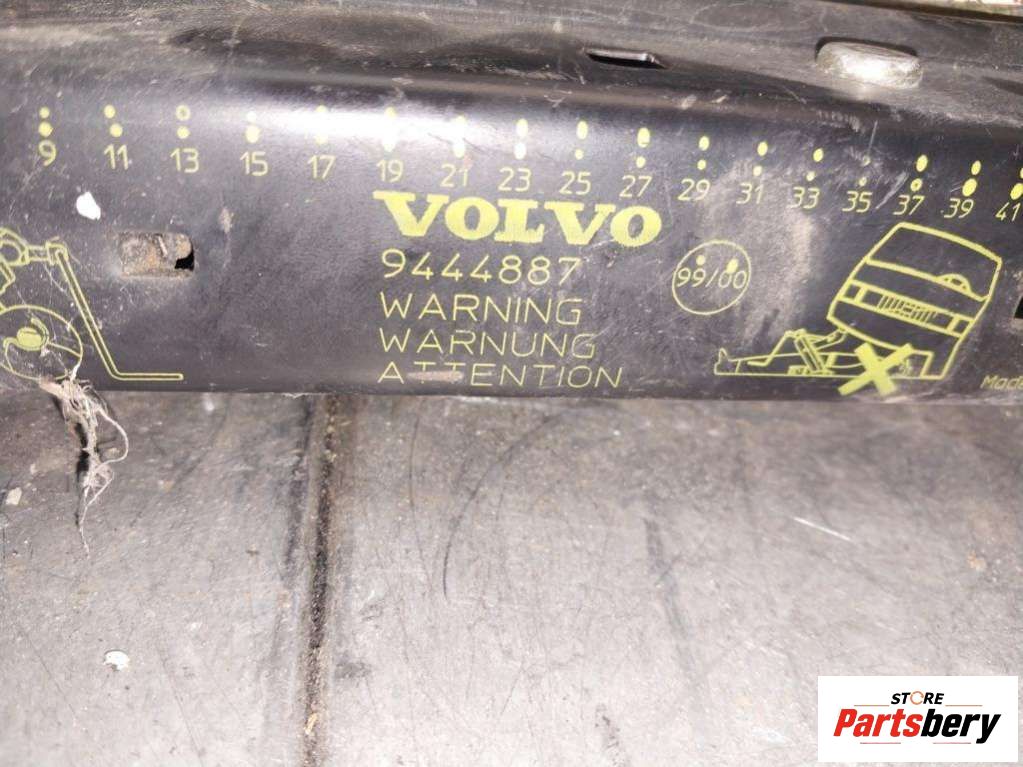 9 11 13 15 17 19 21 23 25 27 29 31 33 35 37 39 41
VOLVO
9444887
99/00
WARNING
WARNUNG
ATTENTION
Made
STORE
Partsbery